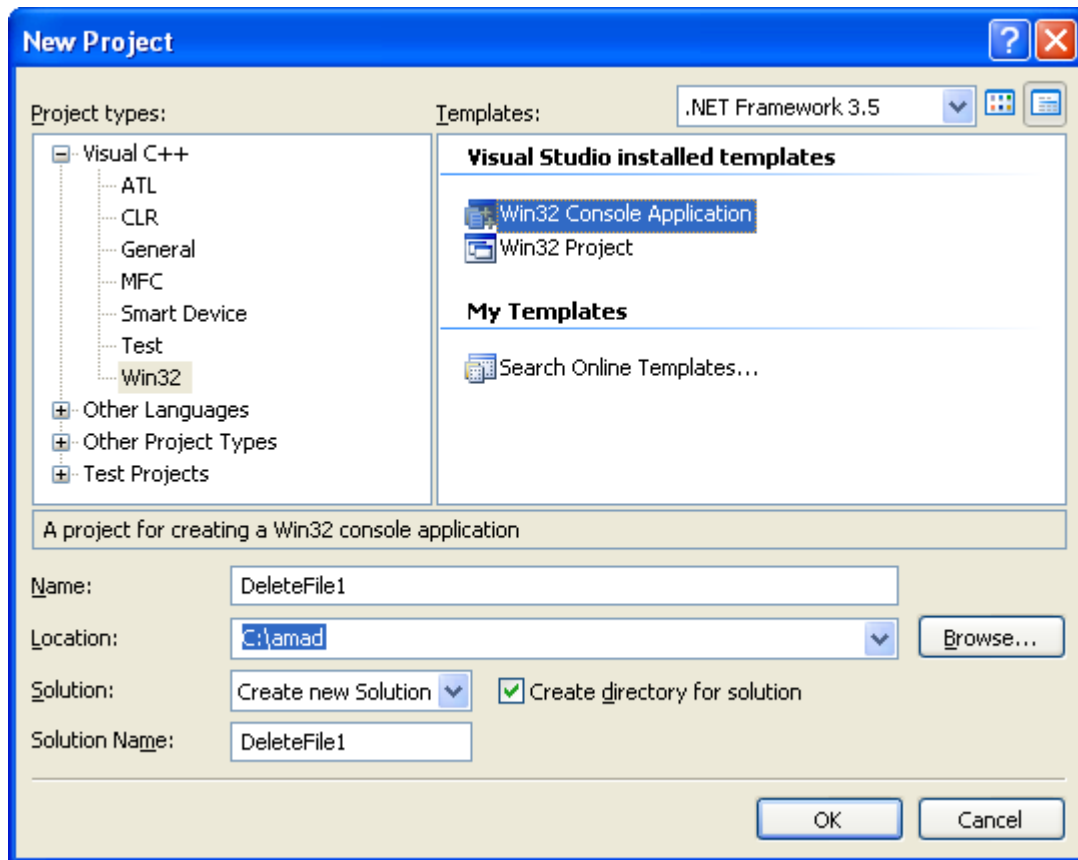 New Project
Project types:
Templates:
.NET Framework 3.5
Visual C++
ATL
CLR
General
MFC
Smart Device
Test
Win32
Other Languages
Other Project Types
Test Projects
Visual Studio installed templates
Win32 Console Application
Win32 Project
My Templates
Search Online Templates...
A project for creating a Win32 console application
Name:
DeleteFile1
Location:
C:\amad
Browse...
Solution:
Create new Solution
Create directory for solution
Solution Name:
DeleteFile1
OK
Cancel